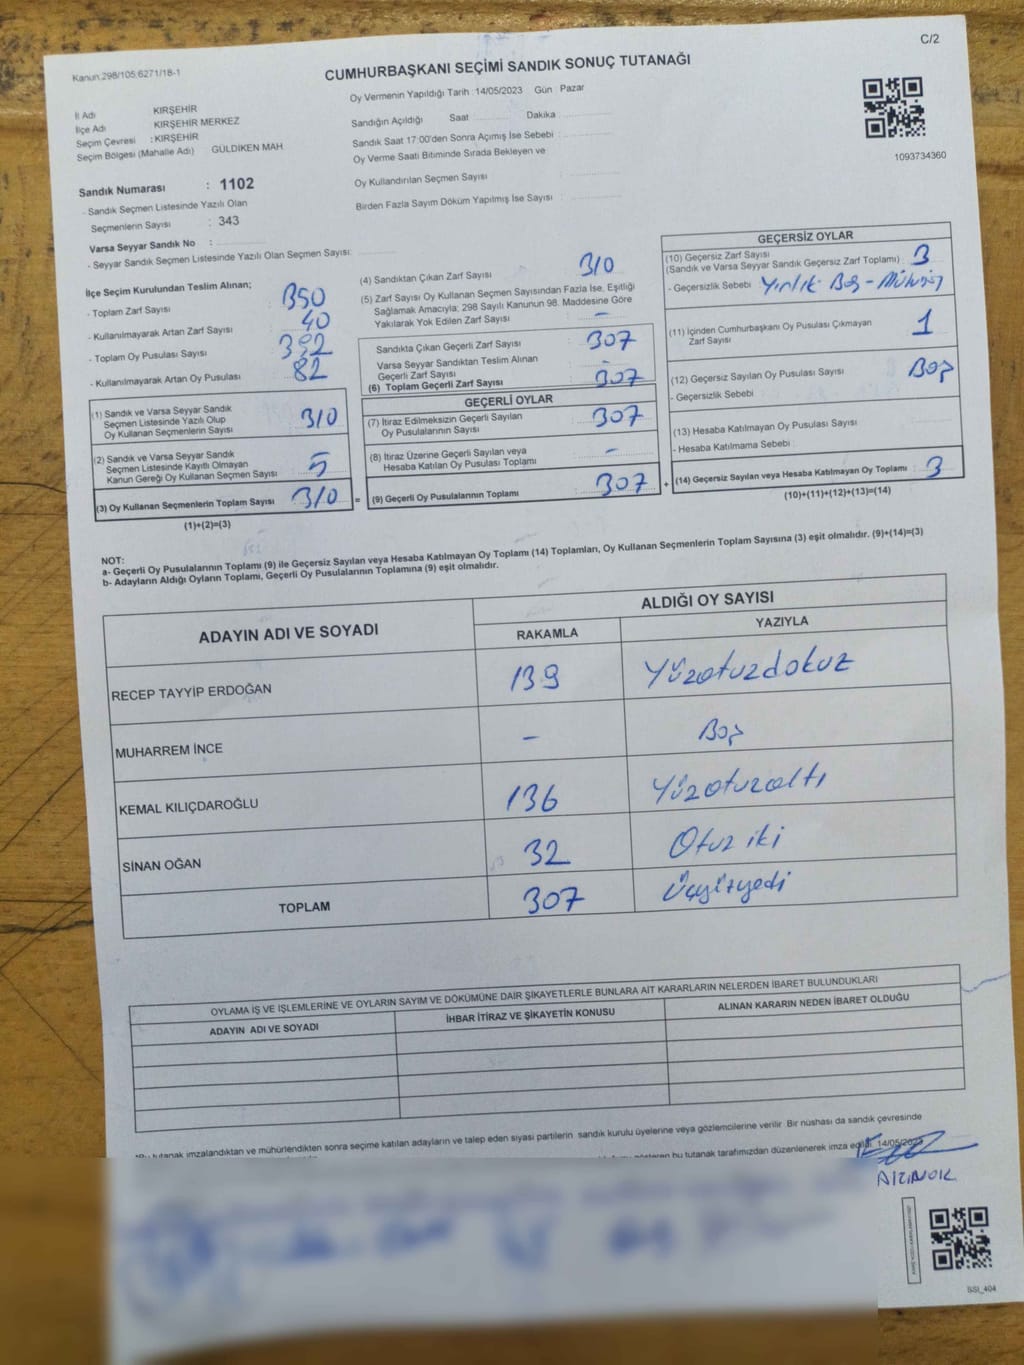 C/2
Kanun:298/105;6271/18-1
CUMHURBAŞKANI SEÇİMİ SANDIK SONUÇ TUTANAĞI
İl Adı KIRŞEHİR
İlçe Adı KIRŞEHİR MERKEZ
Seçim Çevresi : KIRŞEHİR
Seçim Bölgesi (Mahalle Adı) GÜLDİKEN MAH
Oy Vermenin Yapıldığı Tarih :14/05/2023 Gün : Pazar
Sandığın Açıldığı Saat Dakika
Sandık Saat 17:00'den Sonra Açımış İse Sebebi :
Oy Verme Saati Bitiminde Sırada Bekleyen ve
Oy Kullandırılan Seçmen Sayısı
Birden Fazla Sayım Döküm Yapılmış İse Sayısı :
1093734360
Sandık Numarası : 1102
- Sandık Seçmen Listesinde Yazılı Olan
Seçmenlerin Sayısı : 343
Varsa Seyyar Sandık No :
- Seyyar Sandık Seçmen Listesinde Yazılı Olan Seçmen Sayısı:
İlçe Seçim Kurulundan Teslim Alınan;
- Toplam Zarf Sayısı : 350
- Kullanılmayarak Artan Zarf Sayısı : 40
- Toplam Oy Pusulası Sayısı : 392
- Kullanılmayarak Artan Oy Pusulası : 82
(1) Sandık ve Varsa Seyyar Sandık
Seçmen Listesinde Yazılı Olup
Oy Kullanan Seçmenlerin Sayısı 310
(2) Sandık ve Varsa Seyyar Sandık
Seçmen Listesinde Kayıtlı Olmayan
Kanun Gereği Oy Kullanan Seçmen Sayısı 5
(3) Oy Kullanan Seçmenlerin Toplam Sayısı 310
(1)+(2)=(3)
(4) Sandıktan Çıkan Zarf Sayısı 310
(5) Zarf Sayısı Oy Kullanan Seçmen Sayısından Fazla İse, Eşitliği
Sağlamak Amacıyla; 298 Sayılı Kanunun 98. Maddesine Göre
Yakılarak Yok Edilen Zarf Sayısı : -
Sandıkta Çıkan Geçerli Zarf Sayısı : 307
Varsa Seyyar Sandıktan Teslim Alınan
Geçerli Zarf Sayısı : -
(6) Toplam Geçerli Zarf Sayısı : 307
GEÇERLİ OYLAR
(7) İtiraz Edilmeksizin Geçerli Sayılan
Oy Pusulalarının Sayısı : 307
(8) İtiraz Üzerine Geçerli Sayılan veya
Hesaba Katılan Oy Pusulası Toplamı : -
= (9) Geçerli Oy Pusulalarının Toplamı : 307 +
GEÇERSİZ OYLAR
(10) Geçersiz Zarf Sayısı
(Sandık ve Varsa Seyyar Sandık Geçersiz Zarf Toplamı) : 3
- Geçersizlik Sebebi Yırtık Boş-
(11) İçinden Cumhurbaşkanı Oy Pusulası Çıkmayan
Zarf Sayısı : 1
(12) Geçersiz Sayılan Oy Pusulası Sayısı : Boş
- Geçersizlik Sebebi
(13) Hesaba Katılmayan Oy Pusulası Sayısı
- Hesaba Katılmama Sebebi :
(14) Geçersiz Sayılan veya Hesaba Katılmayan Oy Toplamı : 3
(10)+(11)+(12)+(13)=(14)
NOT:
a- Geçerli Oy Pusulalarının Toplamı (9) ile Geçersiz Sayılan veya Hesaba Katılmayan Oy Toplamı (14) Toplamları, Oy Kullanan Seçmenlerin Toplam Sayısına (3) eşit olmalıdır. (9)+(14)=(3)
b- Adayların Aldığı Oyların Toplamı, Geçerli Oy Pusulalarının Toplamına (9) eşit olmalıdır.
ADAYIN ADI VE SOYADI
ALDIĞI OY SAYISI
RAKAMLA YAZIYLA
RECEP TAYYİP ERDOĞAN 139 Yüzotuzdokuz
MUHARREM İNCE - Boş
KEMAL KILIÇDAROĞLU 136 Yüzotuzaltı
SİNAN OĞAN 32 Otuz iki
TOPLAM 307 Üçyüzyedi
OYLAMA İŞ VE İŞLEMLERİNE VE OYLARIN SAYIM VE DÖKÜMÜNE DAİR ŞİKAYETLERLE BUNLARA AİT KARARLARIN NELERDEN İBARET BULUNDUKLARI
ADAYIN ADI VE SOYADI İHBAR İTİRAZ VE ŞİKAYETİN KONUSU ALINAN KARARIN NEDEN İBARET OLDUĞU
tutanak imzalandıktan ve mühürlendikten sonra seçime katılan adayların ve talep eden siyasi partilerin sandık kurulu üyelerine veya gözlemcilerine verilir. Bir nüshası da sandık çevresinde
gösteren bu tutanak tarafımızdan düzenlenerek imza edildi. 14/05/2023
SSI_404